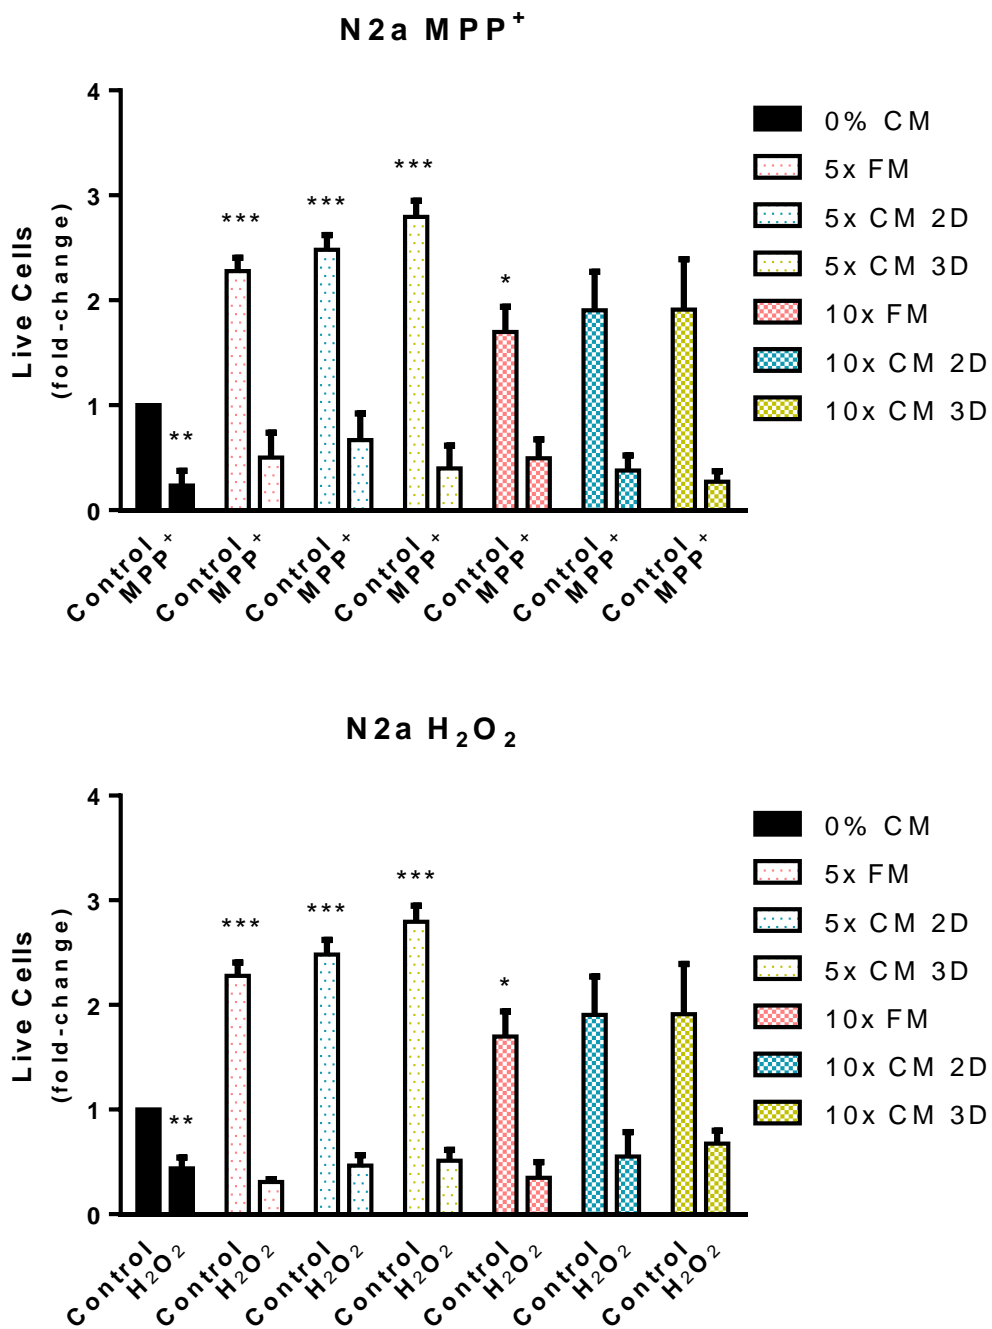 N2a MPP⁺
4
3
2
1
0
Live Cells
(fold-change)
**
***
***
***
*
Control
MPP⁺
Control
MPP⁺
Control
MPP⁺
Control
MPP⁺
Control
MPP⁺
Control
MPP⁺
Control
MPP⁺
0% CM
5x FM
5x CM 2D
5x CM 3D
10x FM
10x CM 2D
10x CM 3D
N2a H₂O₂
4
3
2
1
0
Live Cells
(fold-change)
**
***
***
***
*
Control
H₂O₂
Control
H₂O₂
Control
H₂O₂
Control
H₂O₂
Control
H₂O₂
Control
H₂O₂
Control
H₂O₂
0% CM
5x FM
5x CM 2D
5x CM 3D
10x FM
10x CM 2D
10x CM 3D